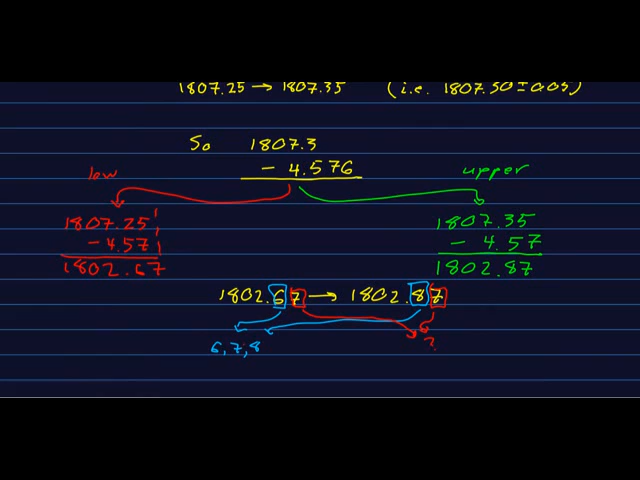 1807.25 → 1807.35 (i.e. 1807.30 ± 0.05)
So 1807.3
- 4.576
low
upper
1807.25
- 4.57
1802.67
1807.35
- 4.57
1802.87
1802.67 → 1802.87
6,7,8
?